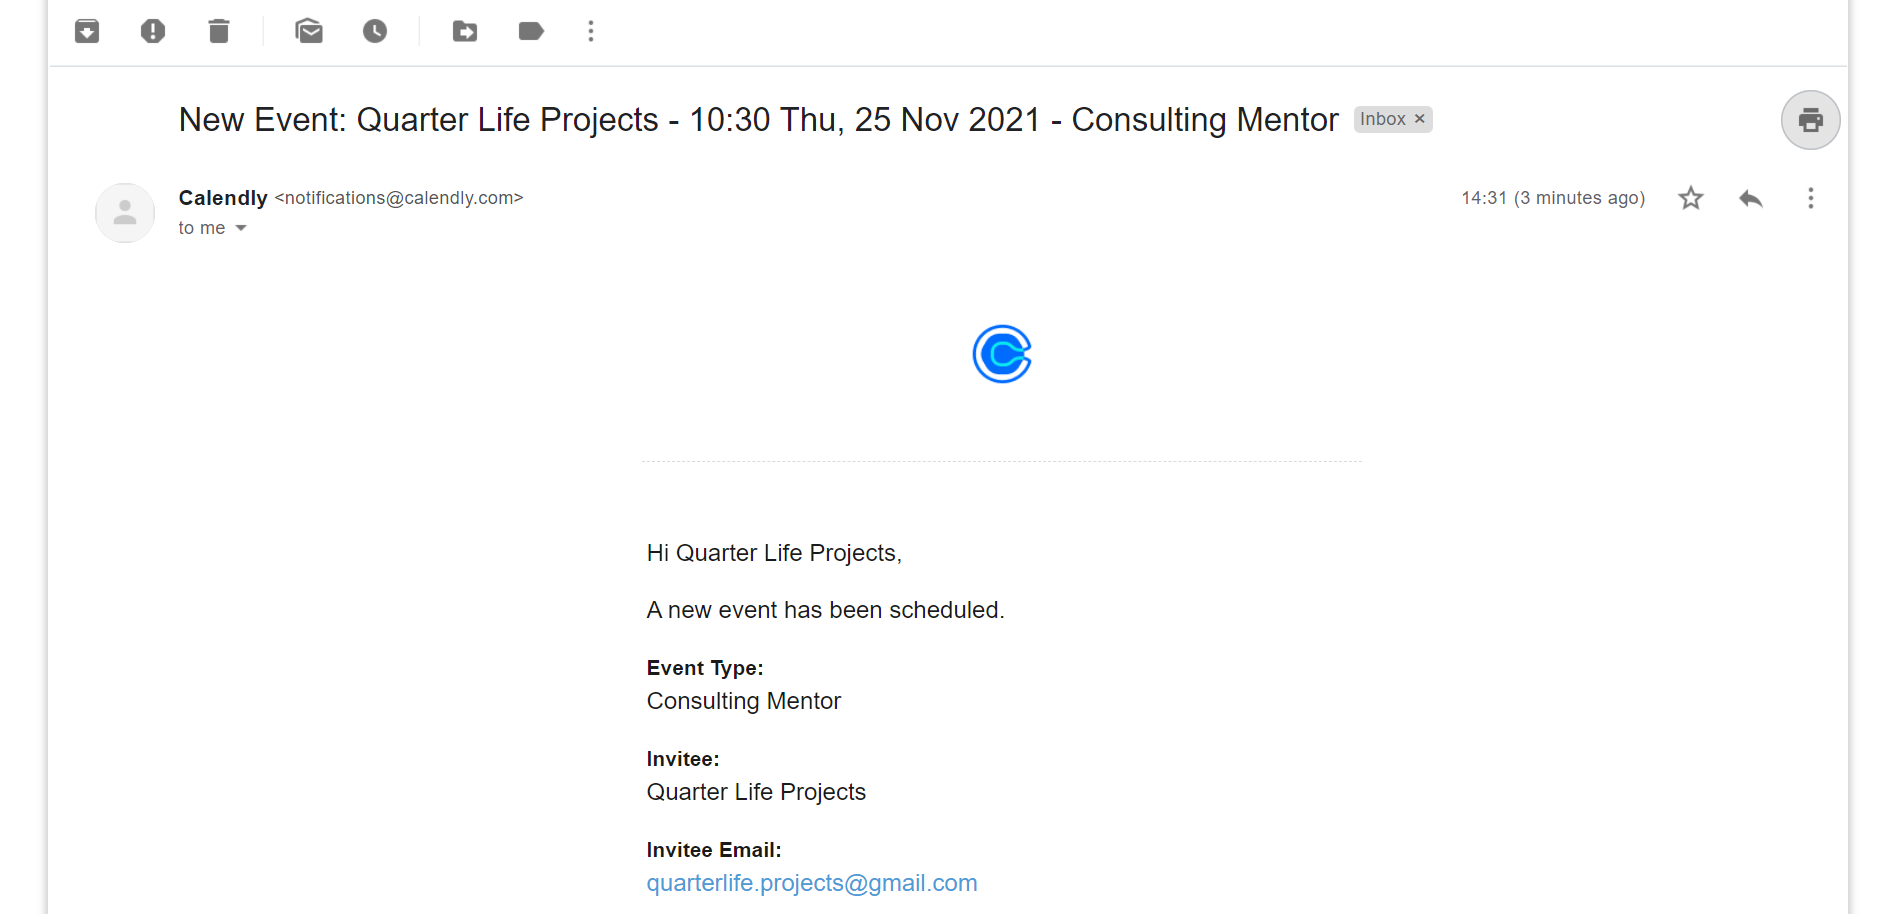 New Event: Quarter Life Projects - 10:30 Thu, 25 Nov 2021 - Consulting Mentor Inbox ×
Calendly <notifications@calendly.com> 14:31 (3 minutes ago)
to me
Hi Quarter Life Projects,
A new event has been scheduled.
Event Type:
Consulting Mentor
Invitee:
Quarter Life Projects
Invitee Email:
quarterlife.projects@gmail.com